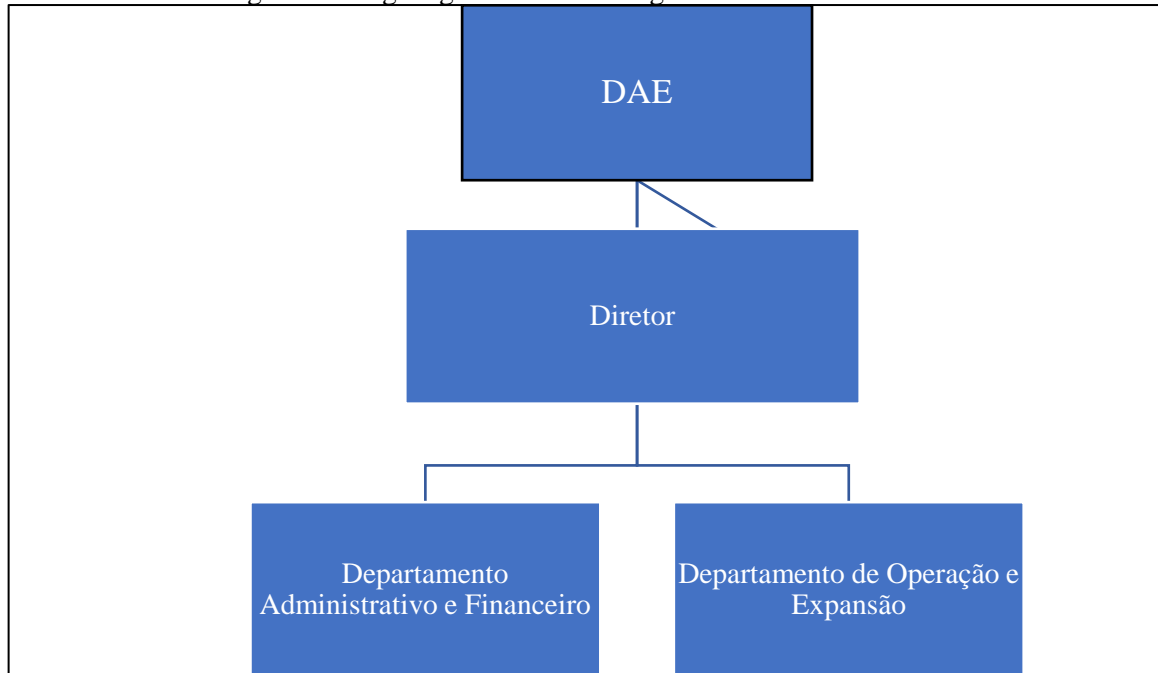 DAE
Diretor
Departamento
Administrativo e Financeiro
Departamento de Operação e
Expansão